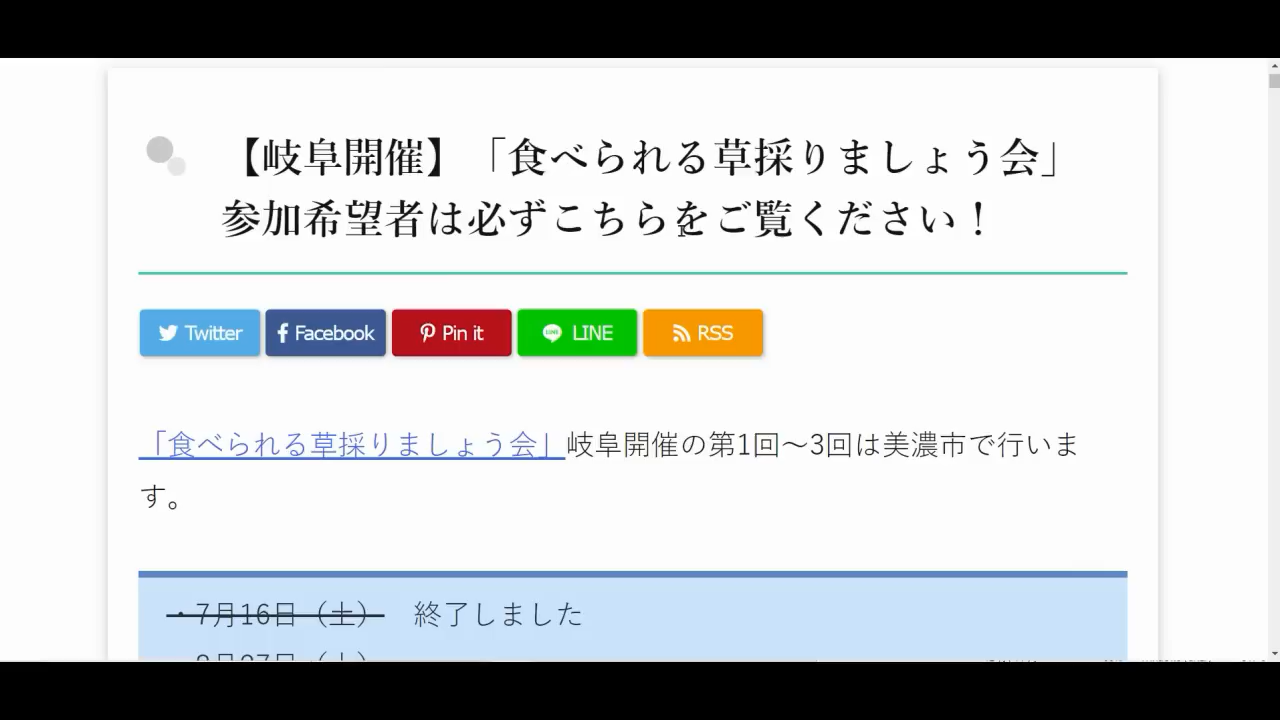 【岐阜開催】「食べられる草採りましょう会」
参加希望者は必ずこちらをご覧ください！
Twitter Facebook Pin it LINE RSS
「食べられる草採りましょう会」岐阜開催の第1回～3回は美濃市で行いま
す。
・7月16日（土） 終了しました